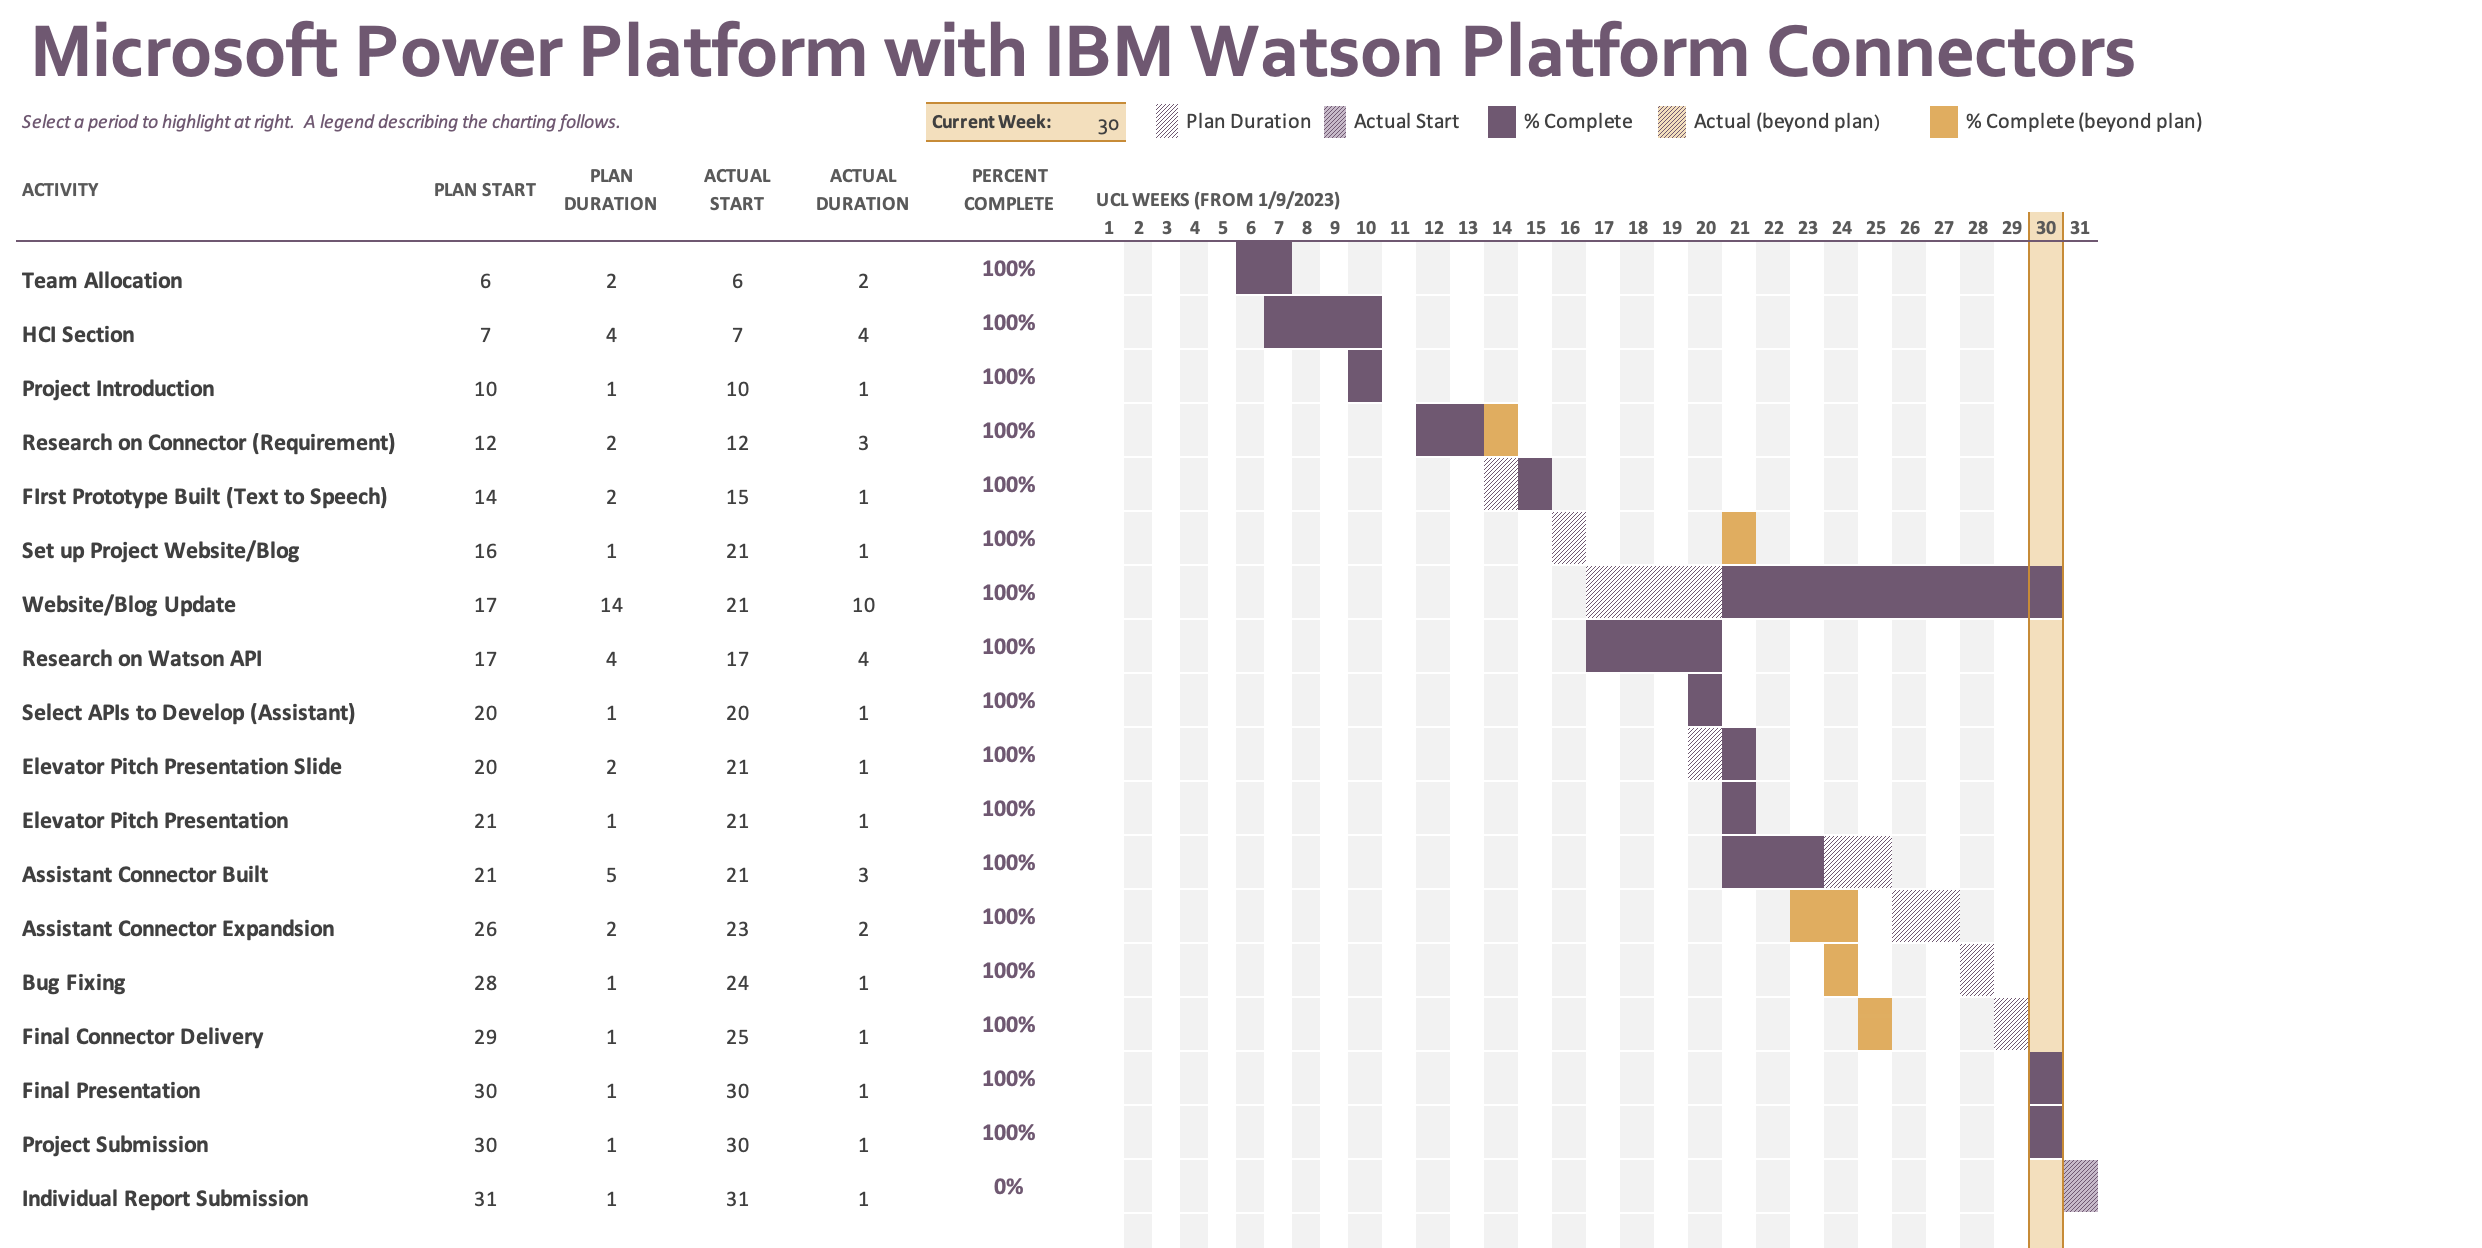 Microsoft Power Platform with IBM Watson Platform Connectors
Select a period to highlight at right.  A legend describing the charting follows.
Current Week: 30
Plan Duration
Actual Start
% Complete
Actual (beyond plan)
% Complete (beyond plan)
ACTIVITY PLAN START PLAN DURATION ACTUAL START ACTUAL DURATION PERCENT COMPLETE
UCL WEEKS (FROM 1/9/2023)
1 2 3 4 5 6 7 8 9 10 11 12 13 14 15 16 17 18 19 20 21 22 23 24 25 26 27 28 29 30 31
Team Allocation 6 2 6 2 100%
HCI Section 7 4 7 4 100%
Project Introduction 10 1 10 1 100%
Research on Connector (Requirement) 12 2 12 3 100%
FIrst Prototype Built (Text to Speech) 14 2 15 1 100%
Set up Project Website/Blog 16 1 21 1 100%
Website/Blog Update 17 14 21 10 100%
Research on Watson API 17 4 17 4 100%
Select APIs to Develop (Assistant) 20 1 20 1 100%
Elevator Pitch Presentation Slide 20 2 21 1 100%
Elevator Pitch Presentation 21 1 21 1 100%
Assistant Connector Built 21 5 21 3 100%
Assistant Connector Expandsion 26 2 23 2 100%
Bug Fixing 28 1 24 1 100%
Final Connector Delivery 29 1 25 1 100%
Final Presentation 30 1 30 1 100%
Project Submission 30 1 30 1 100%
Individual Report Submission 31 1 31 1 0%